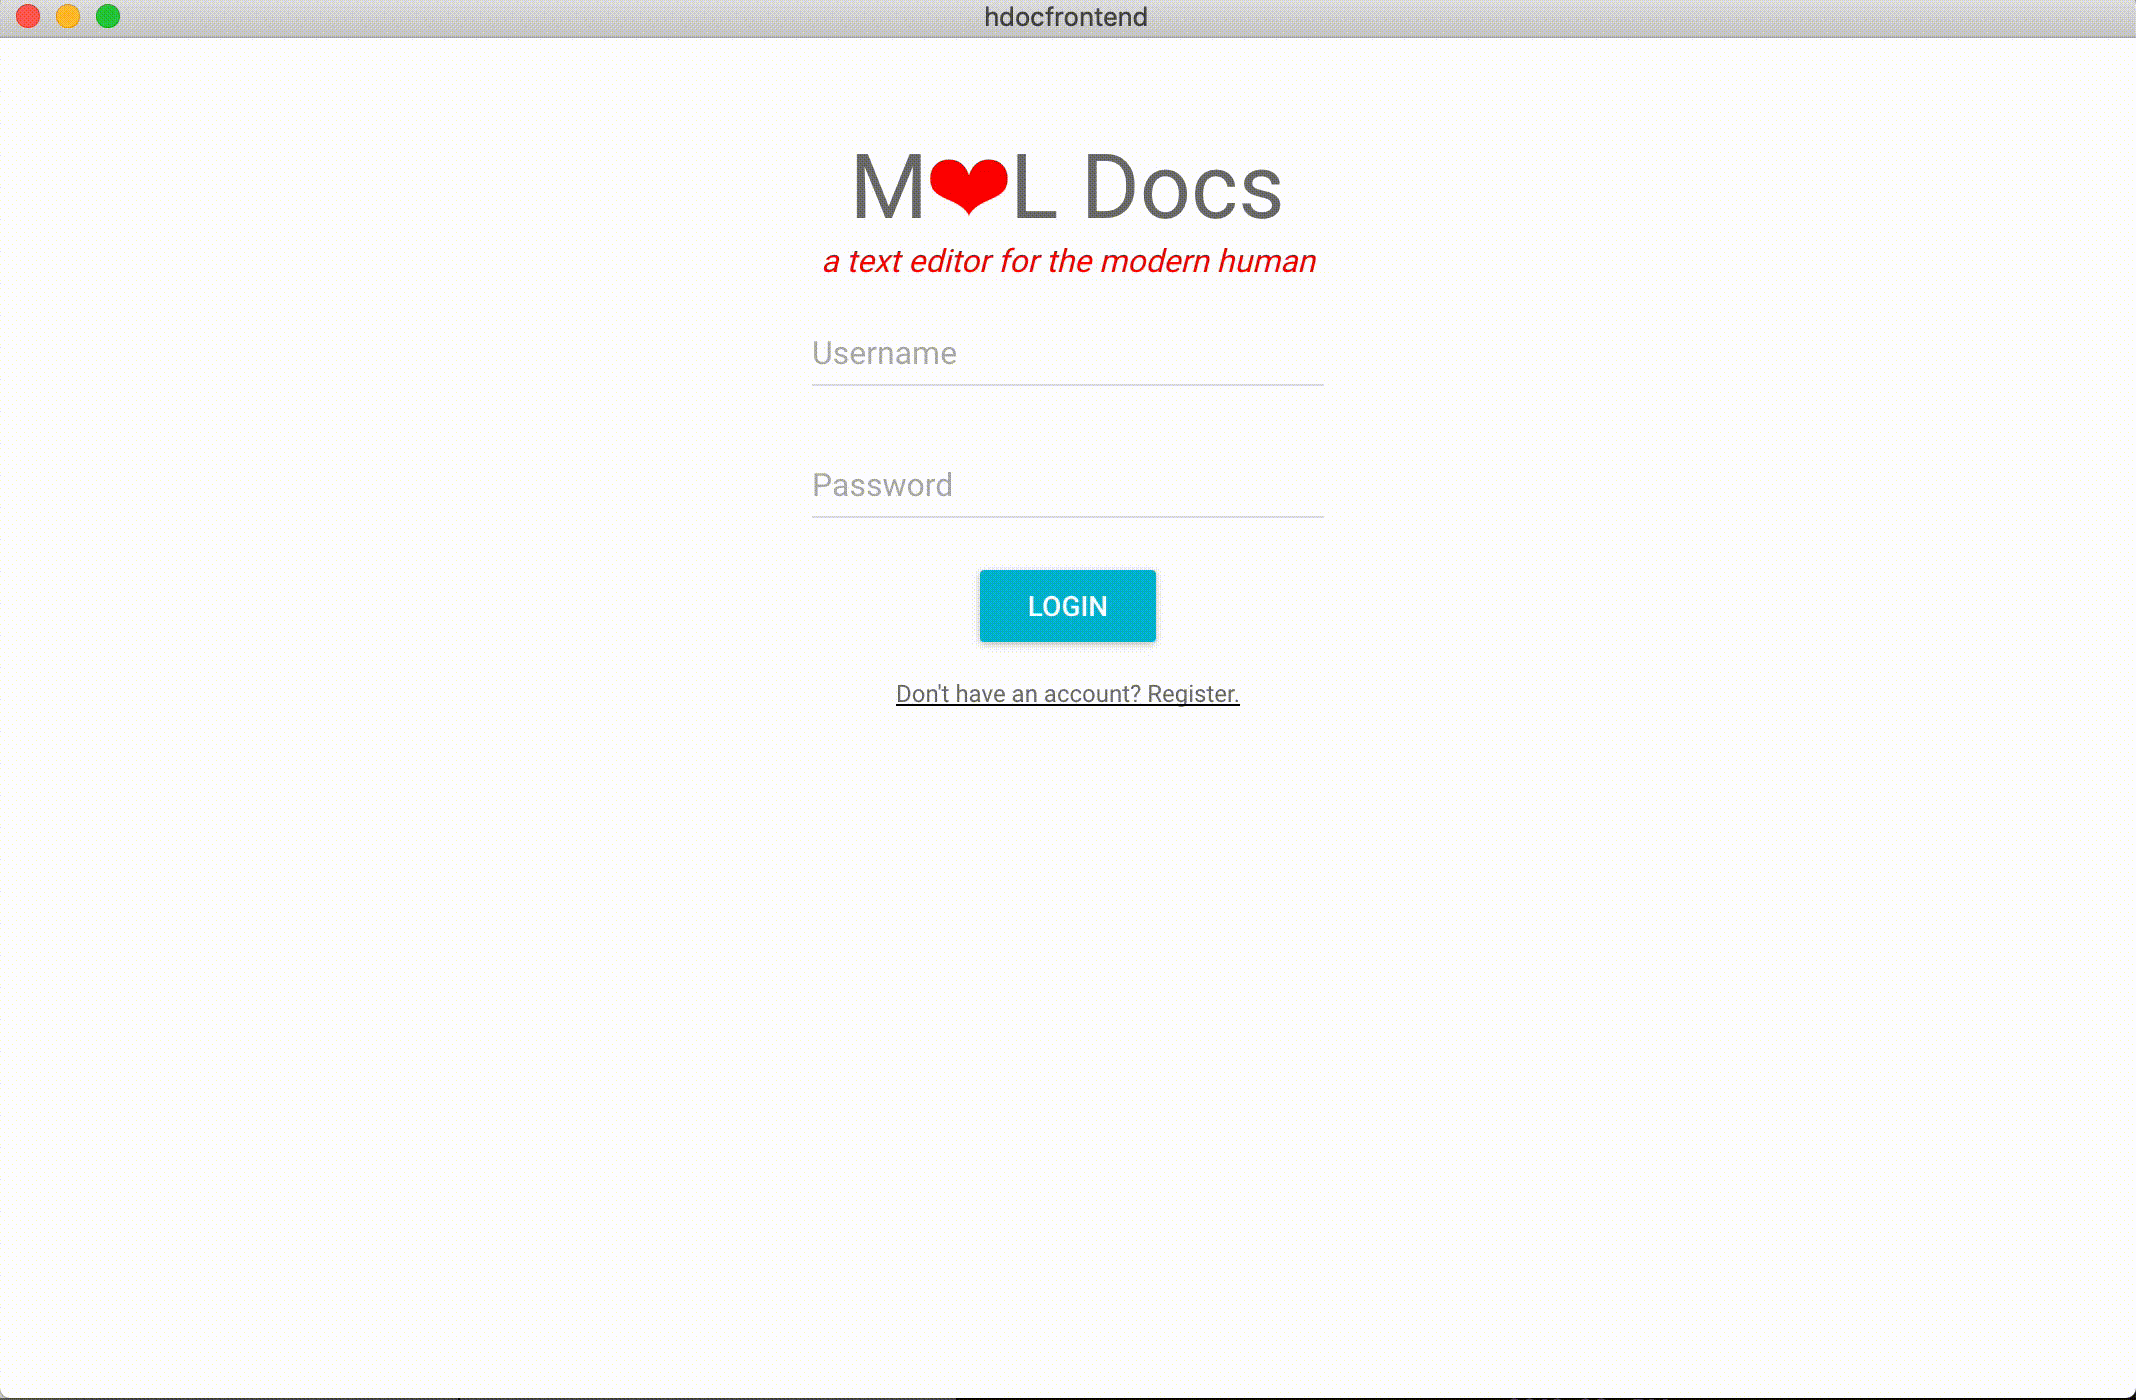 hdocfrontend
M❤L Docs
a text editor for the modern human
Username
Password
LOGIN
Don't have an account? Register.